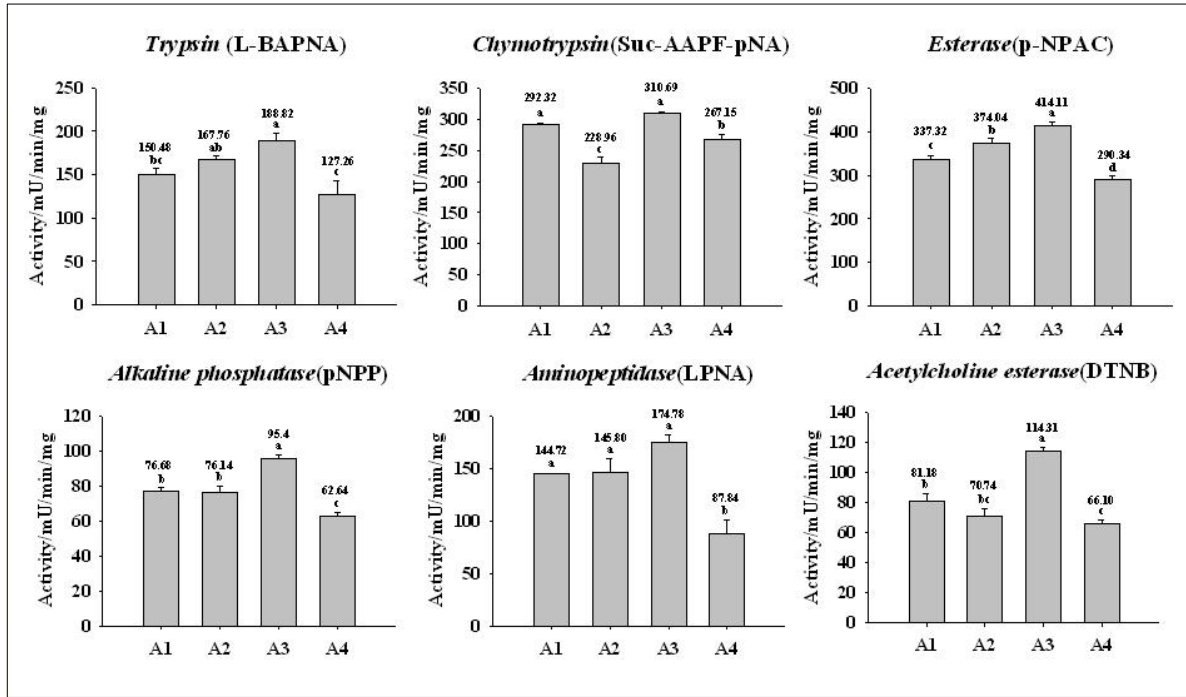 Trypsin (L-BAPNA)
Activity/mU/min/mg
250
200
150
100
50
0
150.48
bc
167.76
ab
188.82
a
127.26
c
A1 A2 A3 A4
Chymotrypsin(Suc-AAPF-pNA)
Activity/mU/min/mg
350
300
250
200
150
100
50
0
292.32
a
228.96
c
310.69
a
267.15
b
A1 A2 A3 A4
Esterase(p-NPAC)
Activity/mU/min/mg
500
400
300
200
100
0
337.32
c
374.04
b
414.11
a
290.34
d
A1 A2 A3 A4
Alkaline phosphatase(pNPP)
Activity/mU/min/mg
120
100
80
60
40
20
0
76.68
b
76.14
b
95.4
a
62.64
c
A1 A2 A3 A4
Aminopeptidase(LPNA)
Activity/mU/min/mg
200
150
100
50
0
144.72
a
145.80
a
174.78
a
87.84
b
A1 A2 A3 A4
Acetylcholine esterase(DTNB)
Activity/mU/min/mg
140
120
100
80
60
40
20
0
81.18
b
70.74
bc
114.31
a
66.10
c
A1 A2 A3 A4